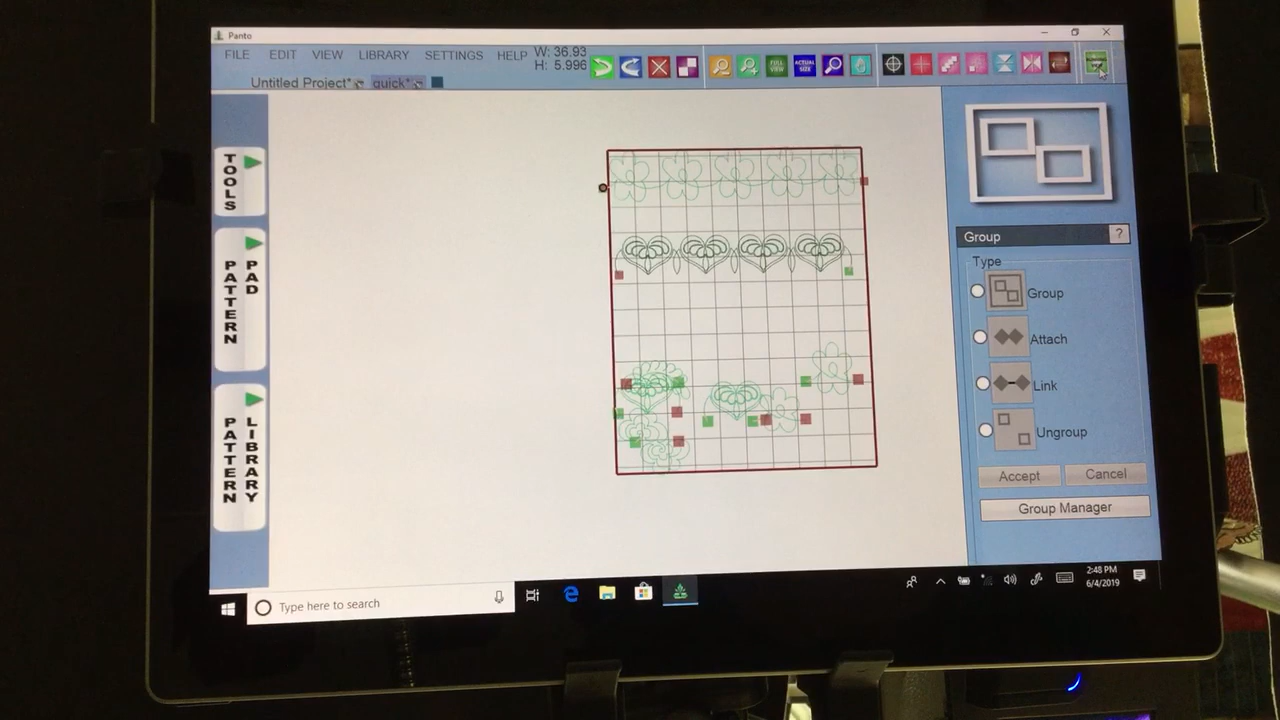 Panto
FILE EDIT VIEW LIBRARY SETTINGS HELP
W: 36.93
H: 5.996
FULL VIEW
ACTUAL SIZE
Untitled Project* quick*
TOOLS
PATTERN PAD
PATTERN LIBRARY
Group ?
Type
Group
Attach
Link
Ungroup
Accept Cancel
Group Manager
Type here to search
2:48 PM
6/4/2019